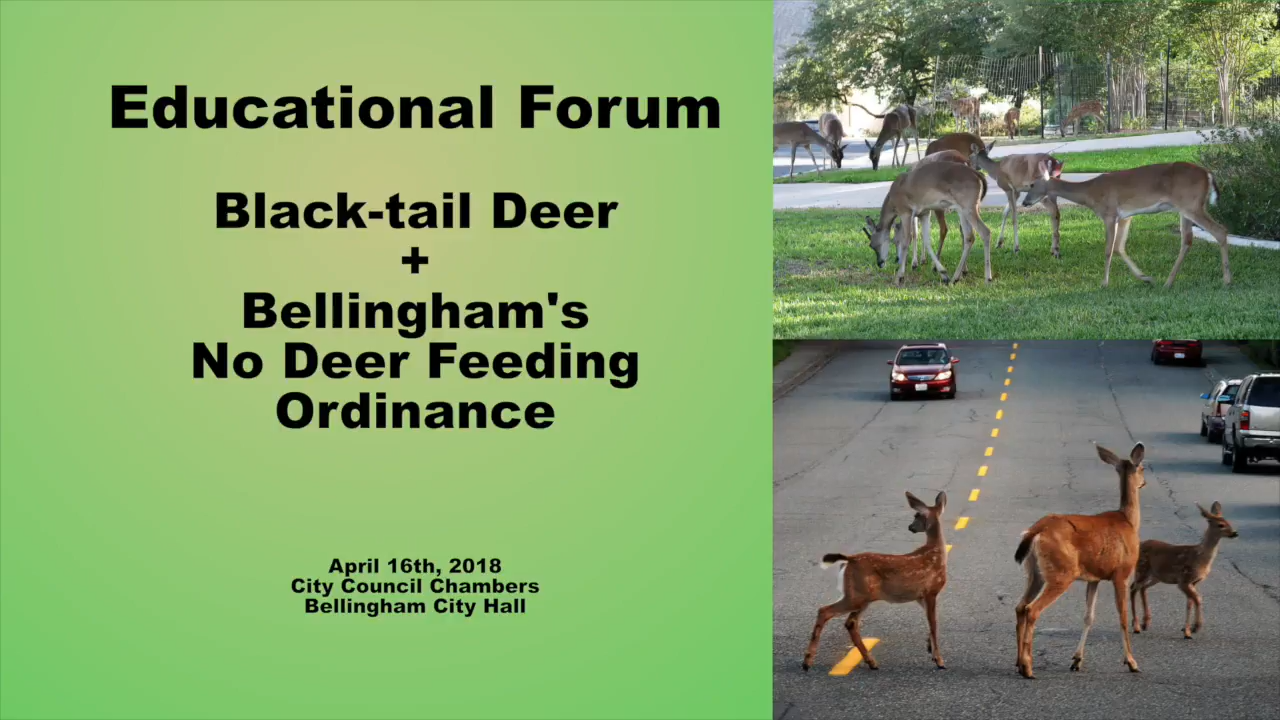 Educational Forum
Black-tail Deer
+
Bellingham's
No Deer Feeding
Ordinance
April 16th, 2018
City Council Chambers
Bellingham City Hall